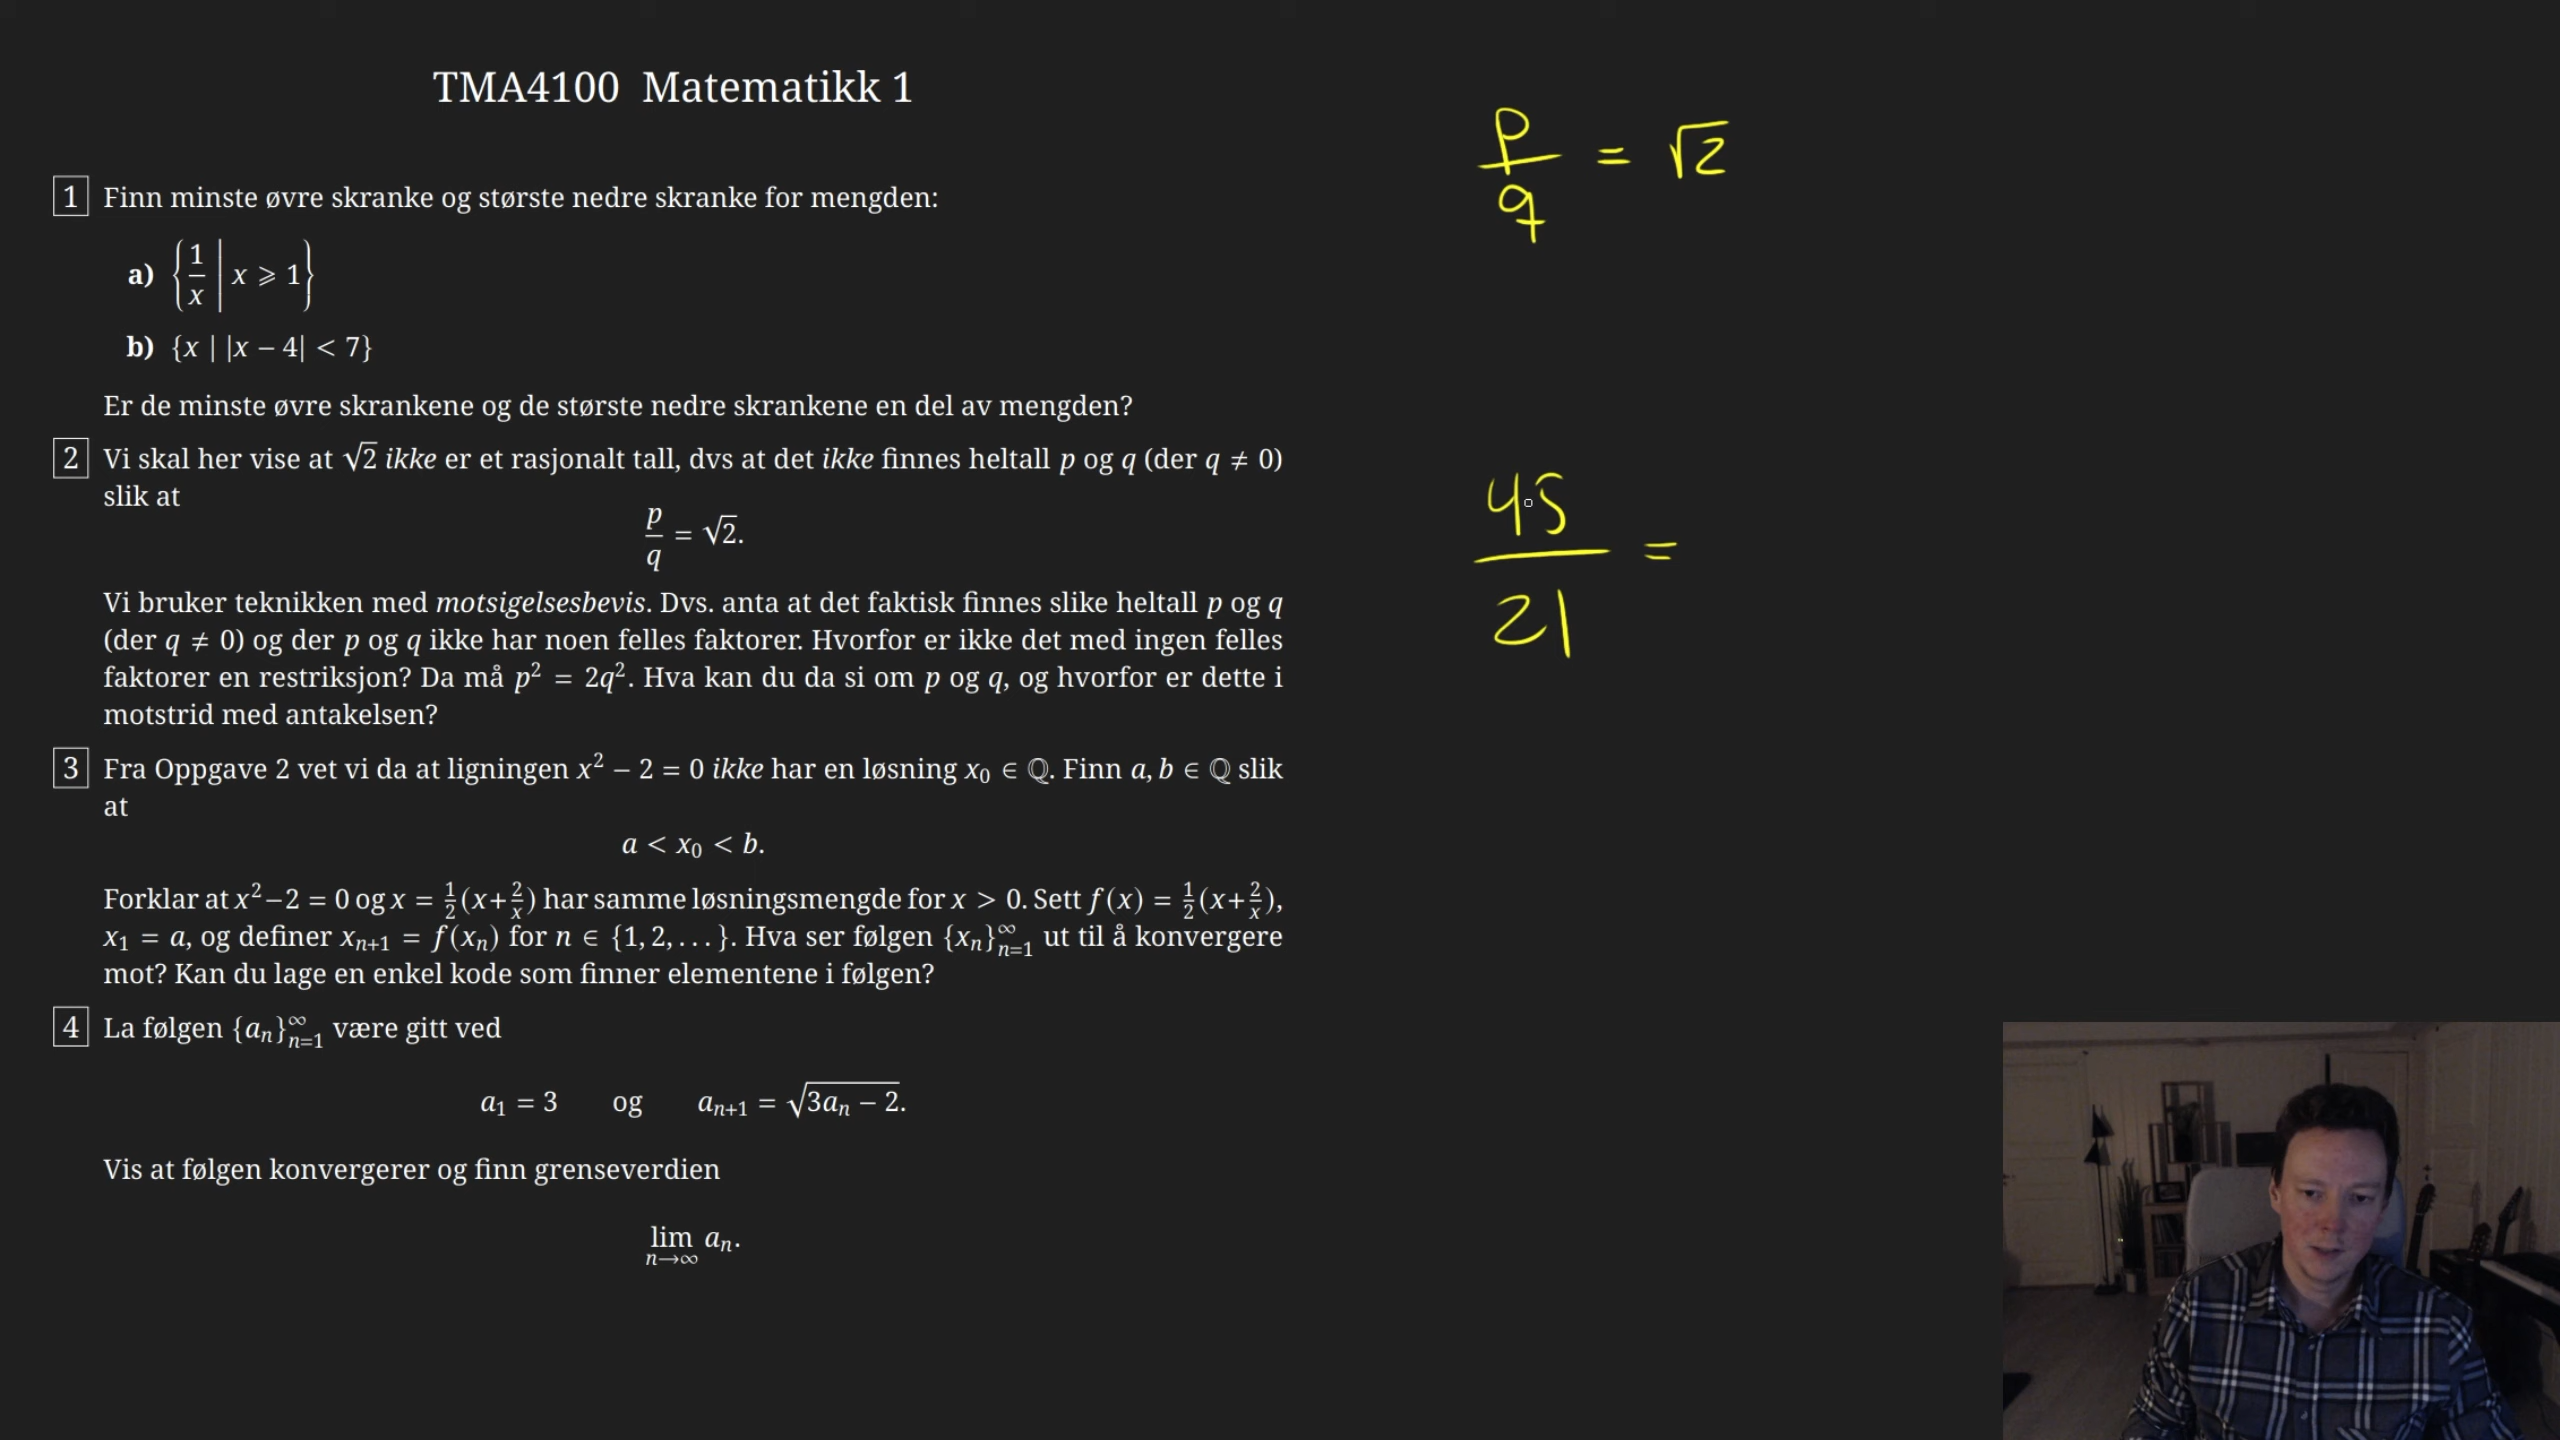 TMA4100 Matematikk 1
1 Finn minste øvre skranke og største nedre skranke for mengden:
a) {1/x | x ⩾ 1}
b) {x | |x − 4| < 7}
Er de minste øvre skrankene og de største nedre skrankene en del av mengden?
2 Vi skal her vise at √2 ikke er et rasjonalt tall, dvs at det ikke finnes heltall p og q (der q ≠ 0)
slik at
p/q = √2.
Vi bruker teknikken med motsigelsesbevis. Dvs. anta at det faktisk finnes slike heltall p og q
(der q ≠ 0) og der p og q ikke har noen felles faktorer. Hvorfor er ikke det med ingen felles
faktorer en restriksjon? Da må p² = 2q². Hva kan du da si om p og q, og hvorfor er dette i
motstrid med antakelsen?
3 Fra Oppgave 2 vet vi da at ligningen x² − 2 = 0 ikke har en løsning x₀ ∈ ℚ. Finn a, b ∈ ℚ slik
at
a < x₀ < b.
Forklar at x² − 2 = 0 og x = 1/2(x + 2/x) har samme løsningsmengde for x > 0. Sett f(x) = 1/2(x + 2/x),
x₁ = a, og definer xₙ₊₁ = f(xₙ) for n ∈ {1, 2, . . . }. Hva ser følgen {xₙ}∞ₙ₌₁ ut til å konvergere
mot? Kan du lage en enkel kode som finner elementene i følgen?
4 La følgen {aₙ}∞ₙ₌₁ være gitt ved
a₁ = 3 og aₙ₊₁ = √(3aₙ − 2).
Vis at følgen konvergerer og finn grenseverdien
lim n→∞ aₙ.
p/q = √2
45/21 =